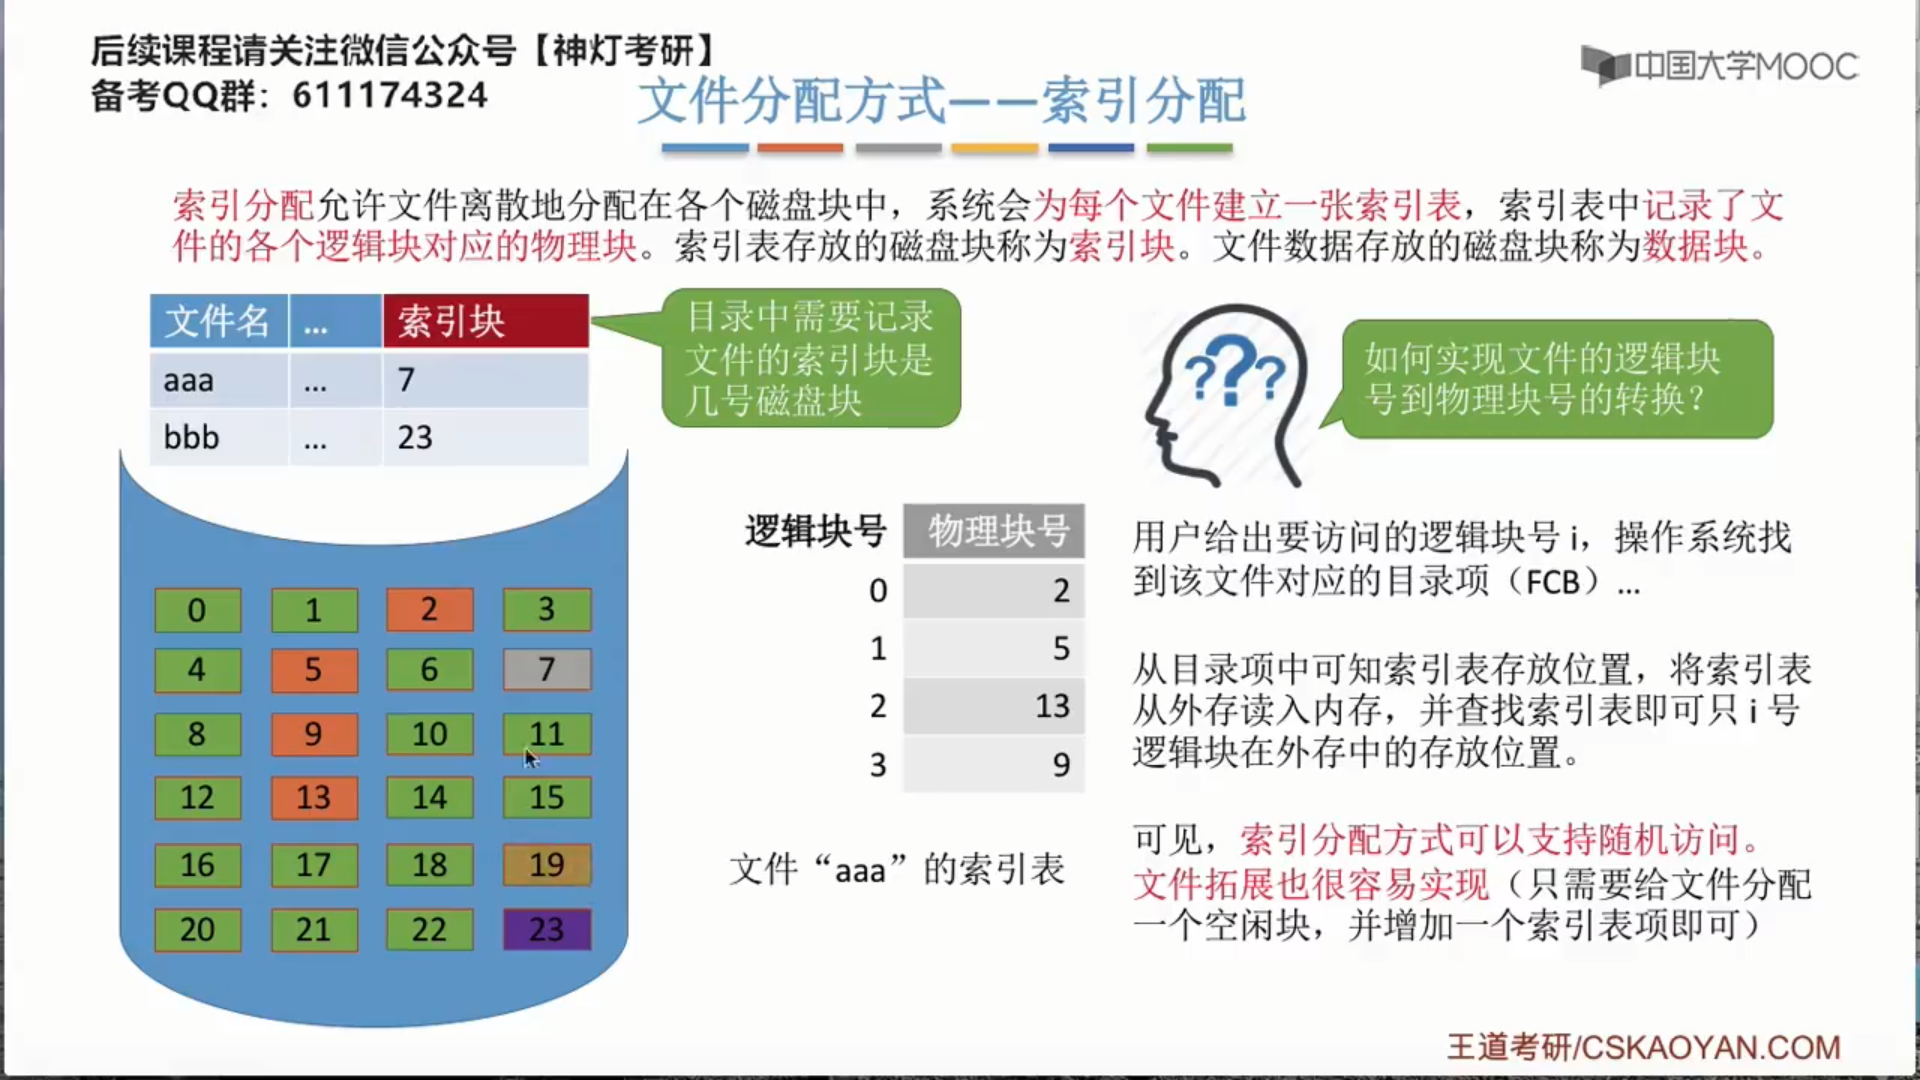 后续课程请关注微信公众号【神灯考研】
备考QQ群：611174324
中国大学MOOC
文件分配方式——索引分配
索引分配允许文件离散地分配在各个磁盘块中，系统会为每个文件建立一张索引表，索引表中记录了文
件的各个逻辑块对应的物理块。索引表存放的磁盘块称为索引块。文件数据存放的磁盘块称为数据块。
文件名 ... 索引块
aaa ... 7
bbb ... 23
目录中需要记录
文件的索引块是
几号磁盘块
如何实现文件的逻辑块
号到物理块号的转换？
???
0 1 2 3
4 5 6 7
8 9 10 11
12 13 14 15
16 17 18 19
20 21 22 23
逻辑块号 物理块号
0 2
1 5
2 13
3 9
文件“aaa”的索引表
用户给出要访问的逻辑块号 i，操作系统找
到该文件对应的目录项（FCB）...
从目录项中可知索引表存放位置，将索引表
从外存读入内存，并查找索引表即可只 i 号
逻辑块在外存中的存放位置。
可见，索引分配方式可以支持随机访问。
文件拓展也很容易实现（只需要给文件分配
一个空闲块，并增加一个索引表项即可）
王道考研/CSKAOYAN.COM